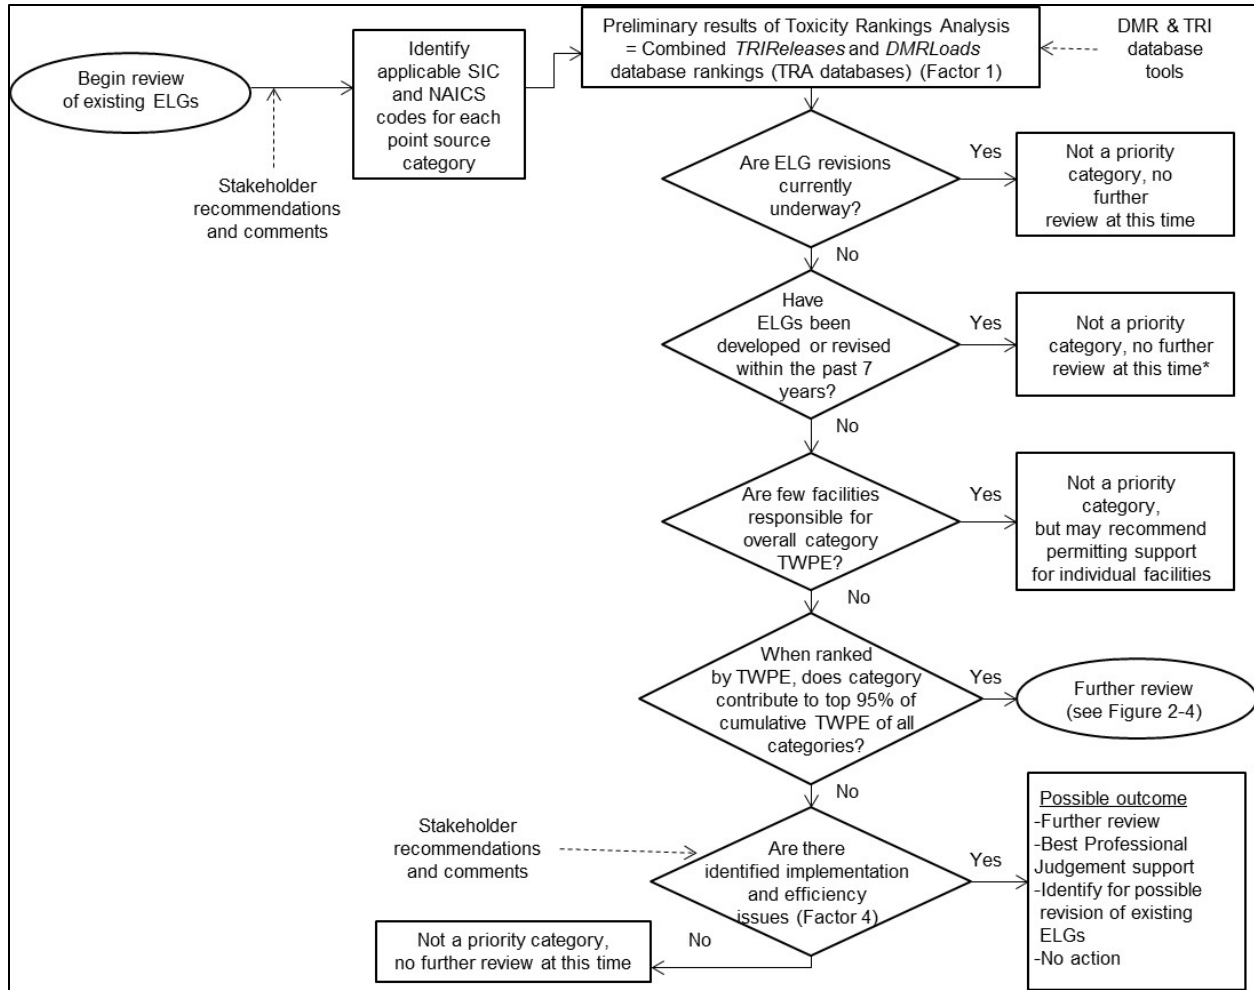 Begin review
of existing ELGs
Stakeholder
recommendations
and comments
Identify
applicable SIC
and NAICS
codes for each
point source
category
Preliminary results of Toxicity Rankings Analysis
= Combined TRIReleases and DMRLoads
database rankings (TRA databases) (Factor 1)
DMR & TRI
database
tools
Are ELG revisions
currently
underway?
Yes
Not a priority
category, no
further
review at this time
No
Have
ELGs been
developed or revised
within the past 7
years?
Yes
Not a priority
category, no further
review at this time*
No
Are few facilities
responsible for
overall category
TWPE?
Yes
Not a priority
category,
but may recommend
permitting support
for individual facilities
No
When ranked
by TWPE, does category
contribute to top 95% of
cumulative TWPE of all
categories?
Yes
Further review
(see Figure 2-4)
No
Stakeholder
recommendations
and comments
Are there
identified implementation
and efficiency
issues (Factor 4)
Yes
Possible outcome
-Further review
-Best Professional
Judgement support
-Identify for possible
revision of existing
ELGs
-No action
No
Not a priority category,
no further review at this time